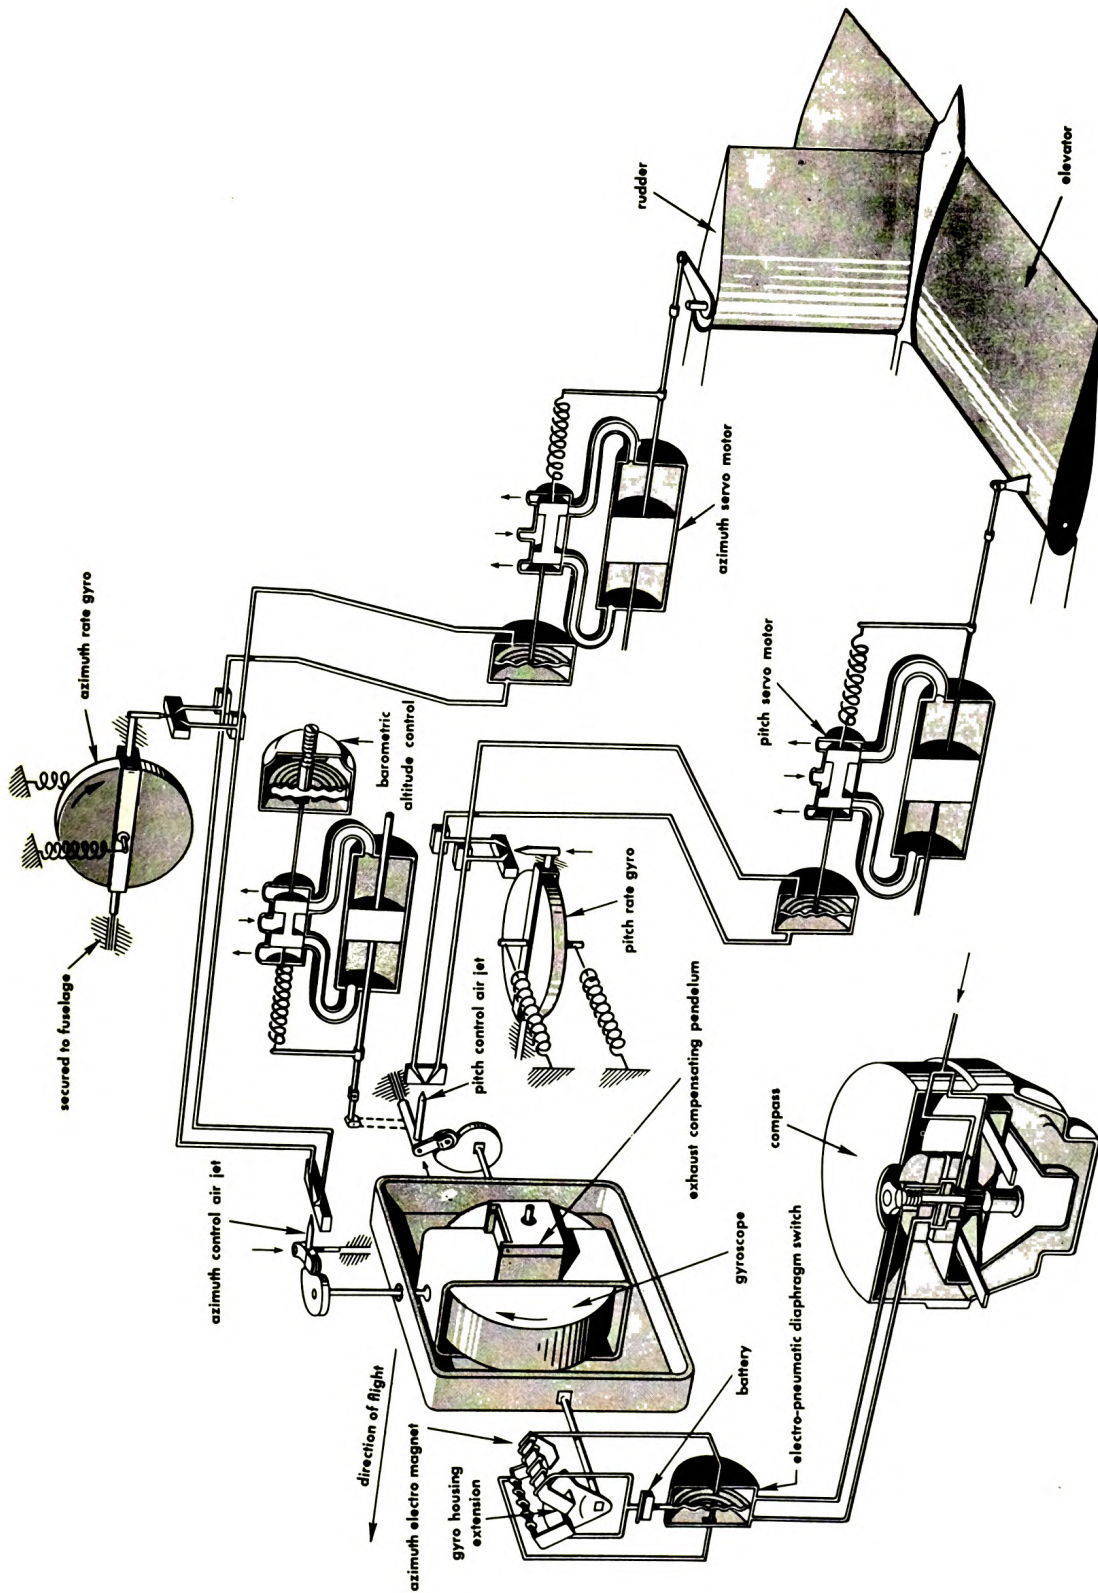 secured to fuselage
azimuth rate gyro
azimuth control air jet
barometric
altitude control
rudder
direction of flight
azimuth electro magnet
gyro housing
extension
pitch control air jet
azimuth servo motor
pitch rate gyro
pitch servo motor
elevator
exhaust compensating pendelum
gyroscope
battery
electro-pneumatic diaphragm switch
compass